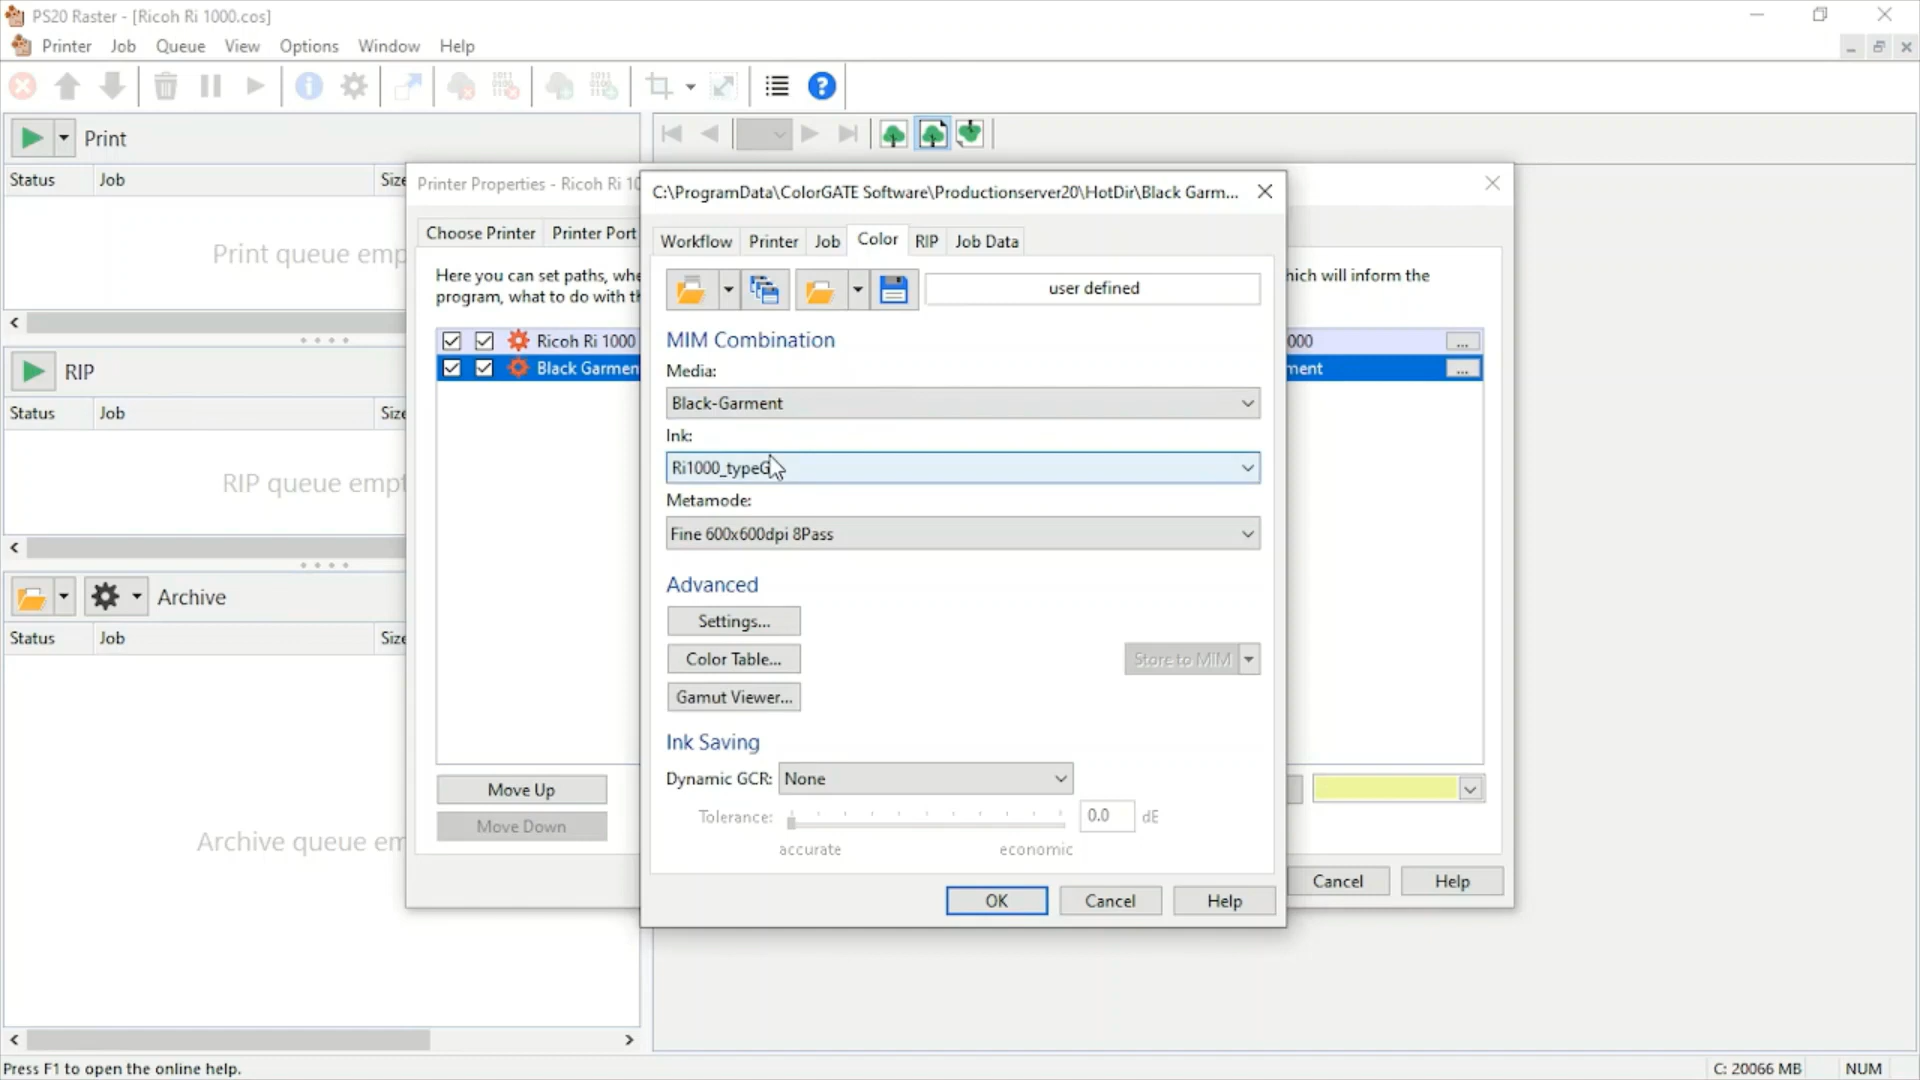 PS20 Raster - [Ricoh Ri 1000.cos]
Printer Job Queue View Options Window Help
Print
Status Job Size
Print queue emp
RIP
Status Job Size
RIP queue empt
Archive
Status Job Size
Archive queue em
Printer Properties - Ricoh Ri 10
Choose Printer Printer Port
Here you can set paths, whe
program, what to do with th
hich will inform the
Ricoh Ri 1000
000
...
Black Garmen
ment
...
Move Up
Move Down
Cancel
Help
C:\ProgramData\ColorGATE Software\Productionserver20\HotDir\Black Garm...
Workflow Printer Job Color RIP Job Data
user defined
MIM Combination
Media:
Black-Garment
Ink:
Ri1000_typeG
Metamode:
Fine 600x600dpi 8Pass
Advanced
Settings...
Color Table...
Store to MIM
Gamut Viewer...
Ink Saving
Dynamic GCR: None
Tolerance: 0.0 dE
accurate economic
OK Cancel Help
Press F1 to open the online help.
C: 20066 MB NUM